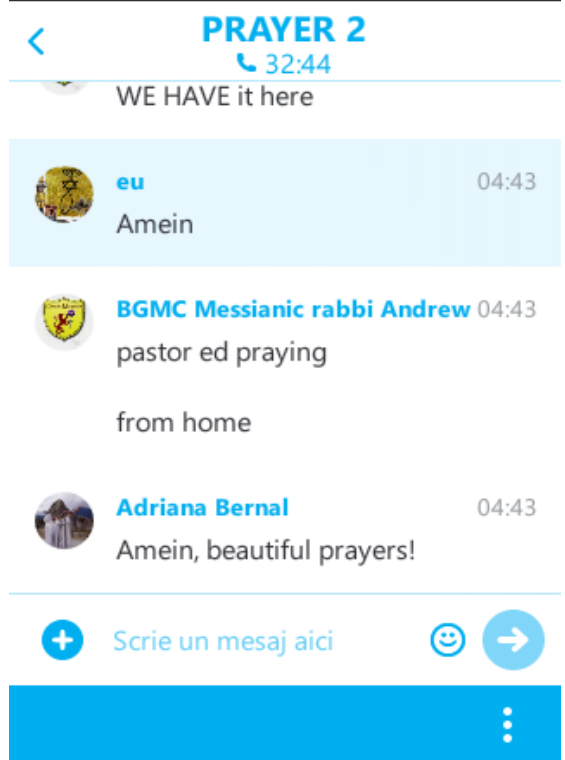 PRAYER 2
32:44
WE HAVE it here
eu 04:43
Amein
BGMC Messianic rabbi Andrew 04:43
pastor ed praying
from home
Adriana Bernal 04:43
Amein, beautiful prayers!
Scrie un mesaj aici